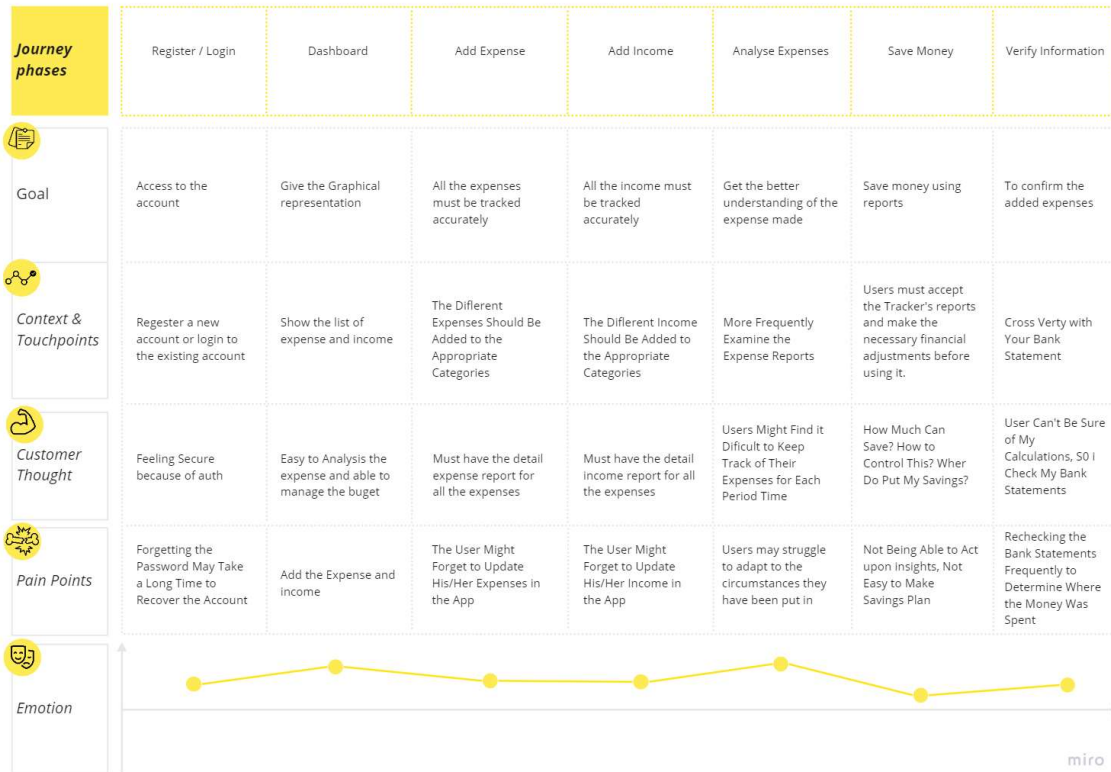 Journey
phases
Register / Login
Dashboard
Add Expense
Add Income
Analyse Expenses
Save Money
Verify Information
Goal
Access to the
account
Give the Graphical
representation
All the expenses
must be tracked
accurately
All the income must
be tracked
accurately
Get the better
understanding of the
expense made
Save money using
reports
To confirm the
added expenses
Context &
Touchpoints
Regester a new
account or login to
the existing account
Show the list of
expense and income
The Diflerent
Expenses Should Be
Added to the
Appropriate
Categories
The Diflerent Income
Should Be Added to
the Appropriate
Categories
More Frequently
Examine the
Expense Reports
Users must accept
the Tracker's reports
and make the
necessary financial
adjustments before
using it.
Cross Verty with
Your Bank
Statement
Customer
Thought
Feeling Secure
because of auth
Easy to Analysis the
expense and able to
manage the buget
Must have the detail
expense report for
all the expenses
Must have the detail
income report for all
the expenses
Users Might Find it
Dificult to Keep
Track of Their
Expenses for Each
Period Time
How Much Can
Save? How to
Control This? Wher
Do Put My Savings?
User Can't Be Sure
of My
Calculations, S0 i
Check My Bank
Statements
Pain Points
Forgetting the
Password May Take
a Long Time to
Recover the Account
Add the Expense and
income
The User Might
Forget to Update
His/Her Expenses in
the App
The User Might
Forget to Update
His/Her Income in
the App
Users may struggle
to adapt to the
circumstances they
have been put in
Not Being Able to Act
upon insights, Not
Easy to Make
Savings Plan
Rechecking the
Bank Statements
Frequently to
Determine Where
the Money Was
Spent
Emotion
miro